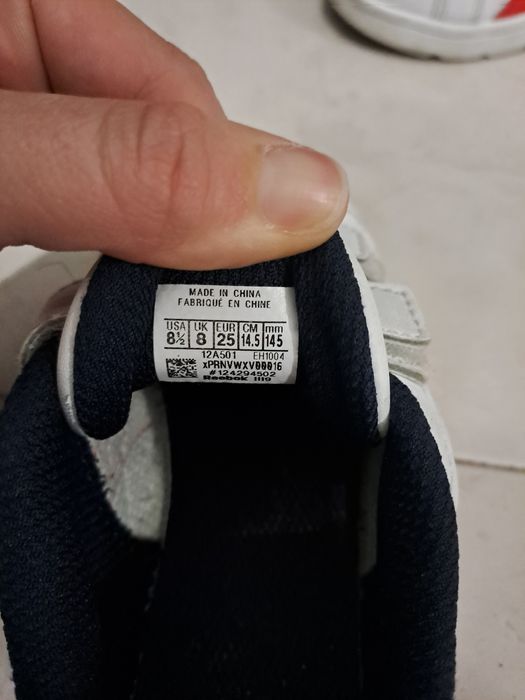 MADE IN CHINA
FABRIQUÉ EN CHINE
USA UK EUR CM mm
8½ 8 25 14.5 145
12A501 EH1004
xPRNVWXV00016
#124294502
Reebok 1119